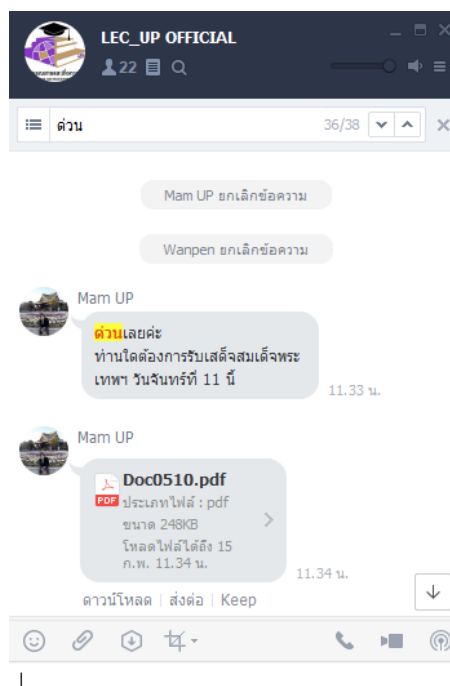 LEC_UP OFFICIAL
22
ด่วน
36/38
Mam UP ยกเลิกข้อความ
Wanpen ยกเลิกข้อความ
Mam UP
ด่วนเลยค่ะ
ท่านใดต้องการรับเสด็จสมเด็จพระ
เทพฯ วันจันทร์ที่ 11 นี้
11.33 น.
Mam UP
Doc0510.pdf
PDF
ประเภทไฟล์ : pdf
ขนาด 248KB
โหลดไฟล์ได้ถึง 15
ก.พ. 11.34 น.
11.34 น.
ดาวน์โหลด | ส่งต่อ | Keep